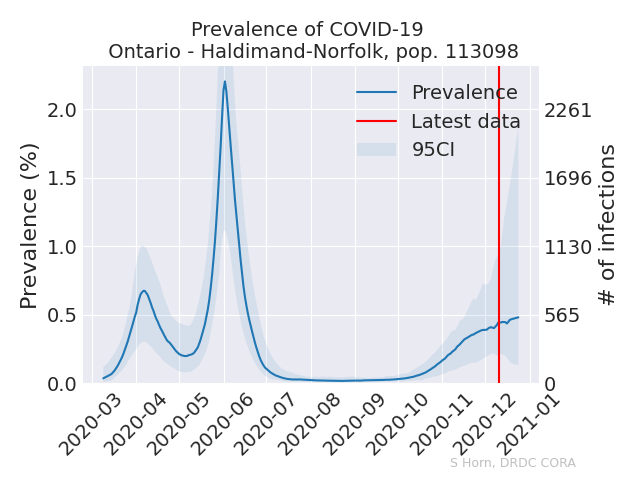 Prevalence of COVID-19
Ontario - Haldimand-Norfolk, pop. 113098
Prevalence
Latest data
95CI
Prevalence (%)
2.0
1.5
1.0
0.5
0.0
2261
1696
1130
565
0
# of infections
2020-03
2020-04
2020-05
2020-06
2020-07
2020-08
2020-09
2020-10
2020-11
2020-12
2021-01
S Horn, DRDC CORA